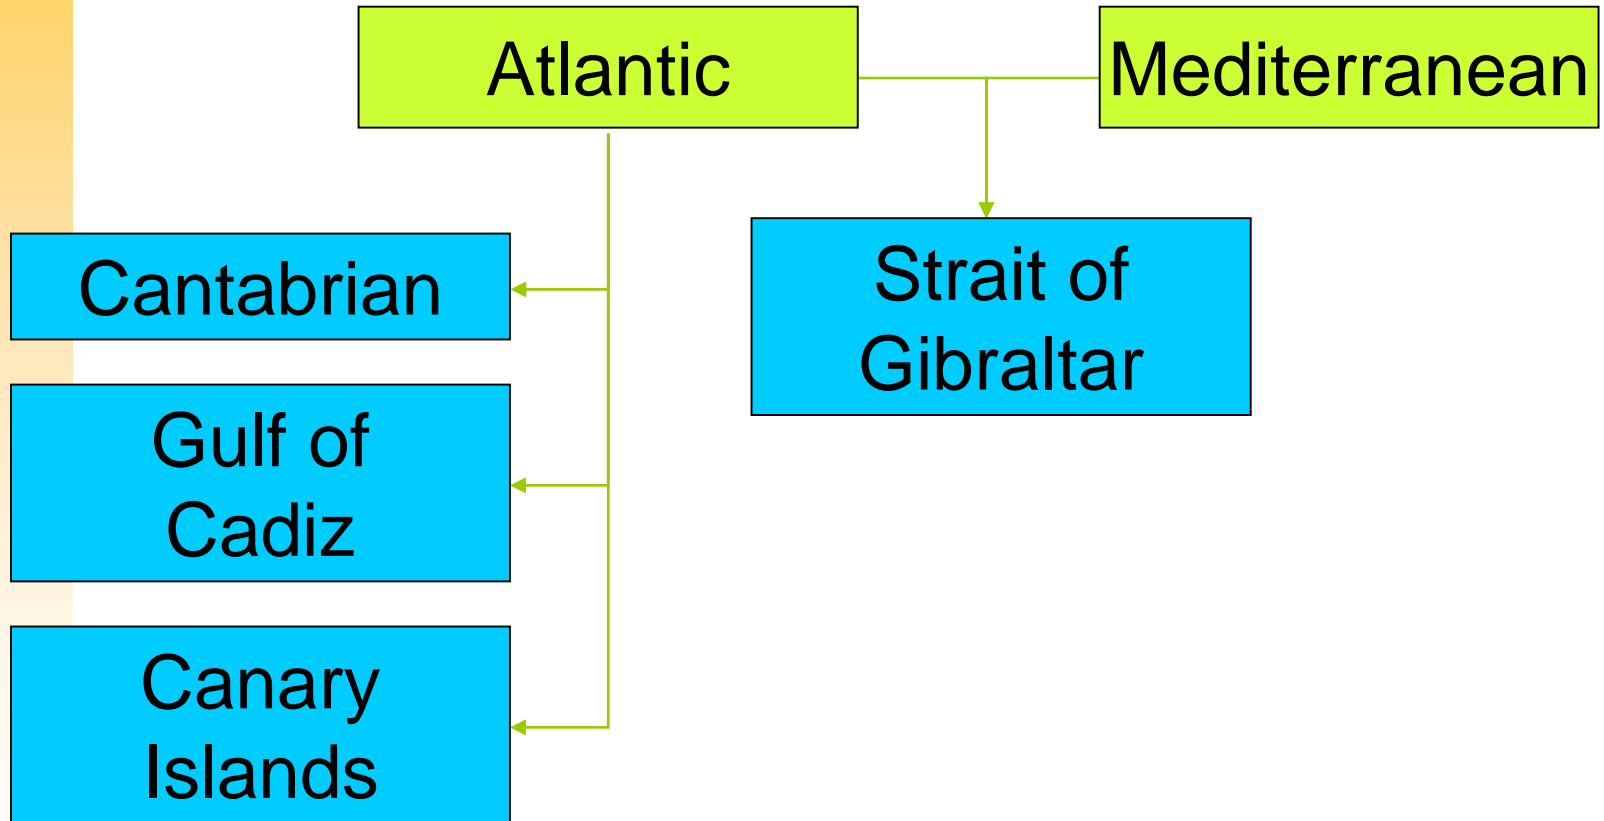 Atlantic
Mediterranean
Cantabrian
Strait of
Gibraltar
Gulf of
Cadiz
Canary
Islands